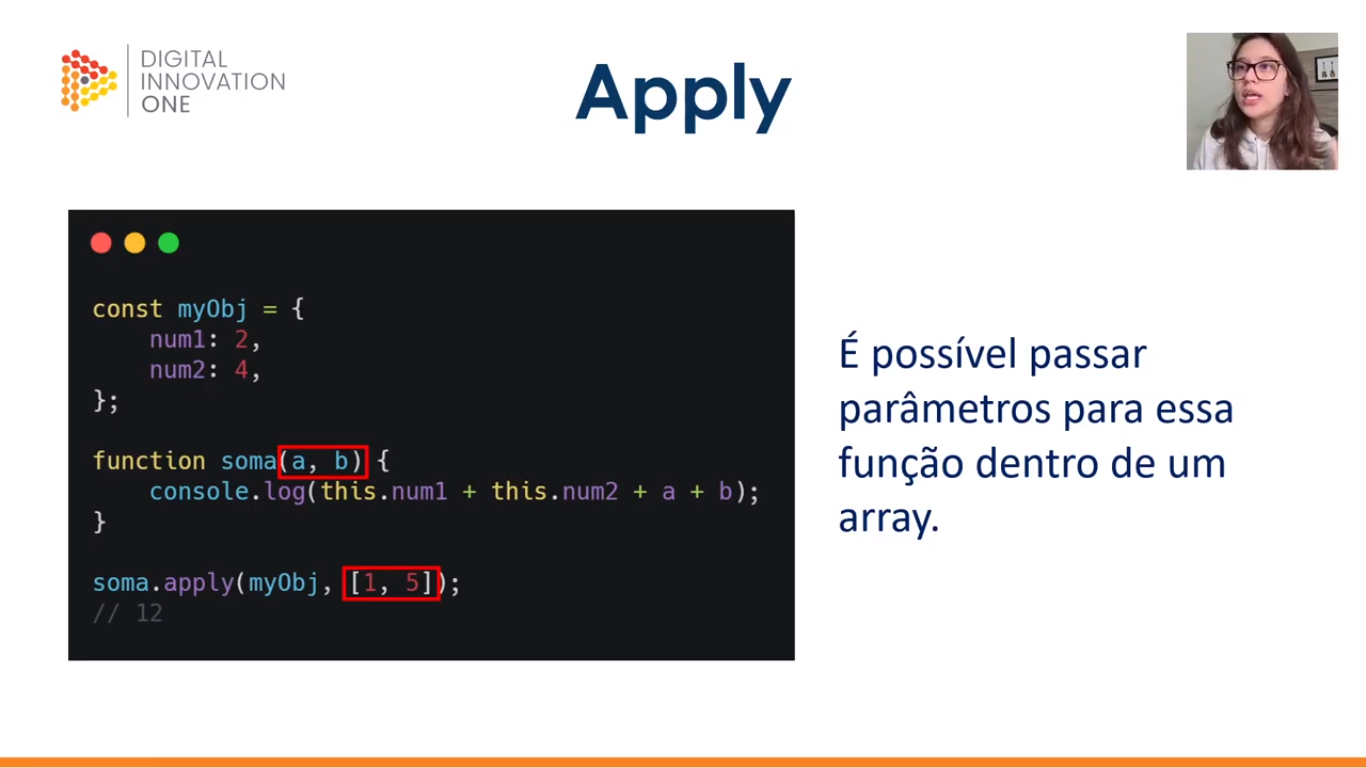 DIGITAL
INNOVATION
ONE
Apply
const myObj = {
    num1: 2,
    num2: 4,
};
function soma(a, b) {
    console.log(this.num1 + this.num2 + a + b);
}
soma.apply(myObj, [1, 5]);
// 12
É possível passar
parâmetros para essa
função dentro de um
array.